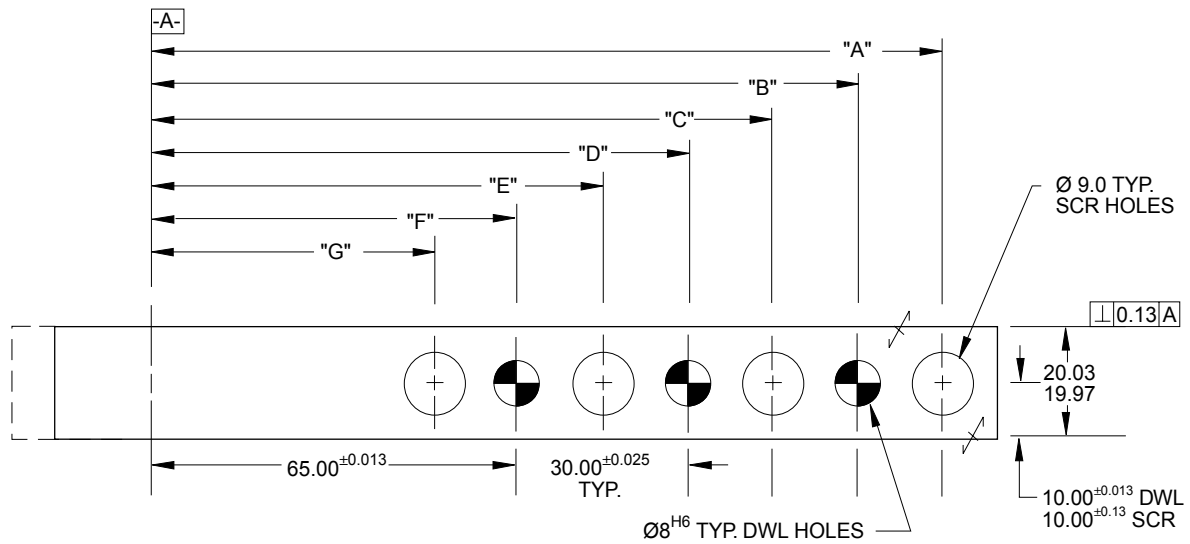 -A-
"A"
"B"
"C"
"D"
"E"
"F"
"G"
Ø 9.0 TYP.
SCR HOLES
⊥ 0.13 A
20.03
19.97
65.00±0.013
30.00±0.025
TYP.
10.00±0.013 DWL
10.00±0.13 SCR
Ø8H6 TYP. DWL HOLES